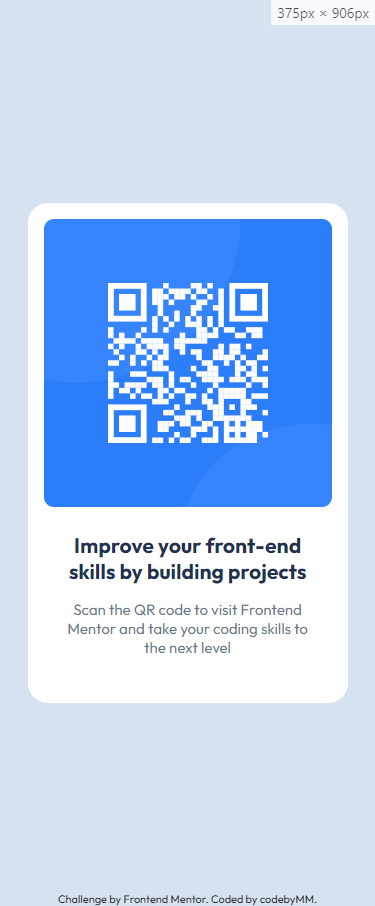 375px × 906px
Improve your front-end
skills by building projects
Scan the QR code to visit Frontend
Mentor and take your coding skills to
the next level
Challenge by Frontend Mentor. Coded by codebyMM.